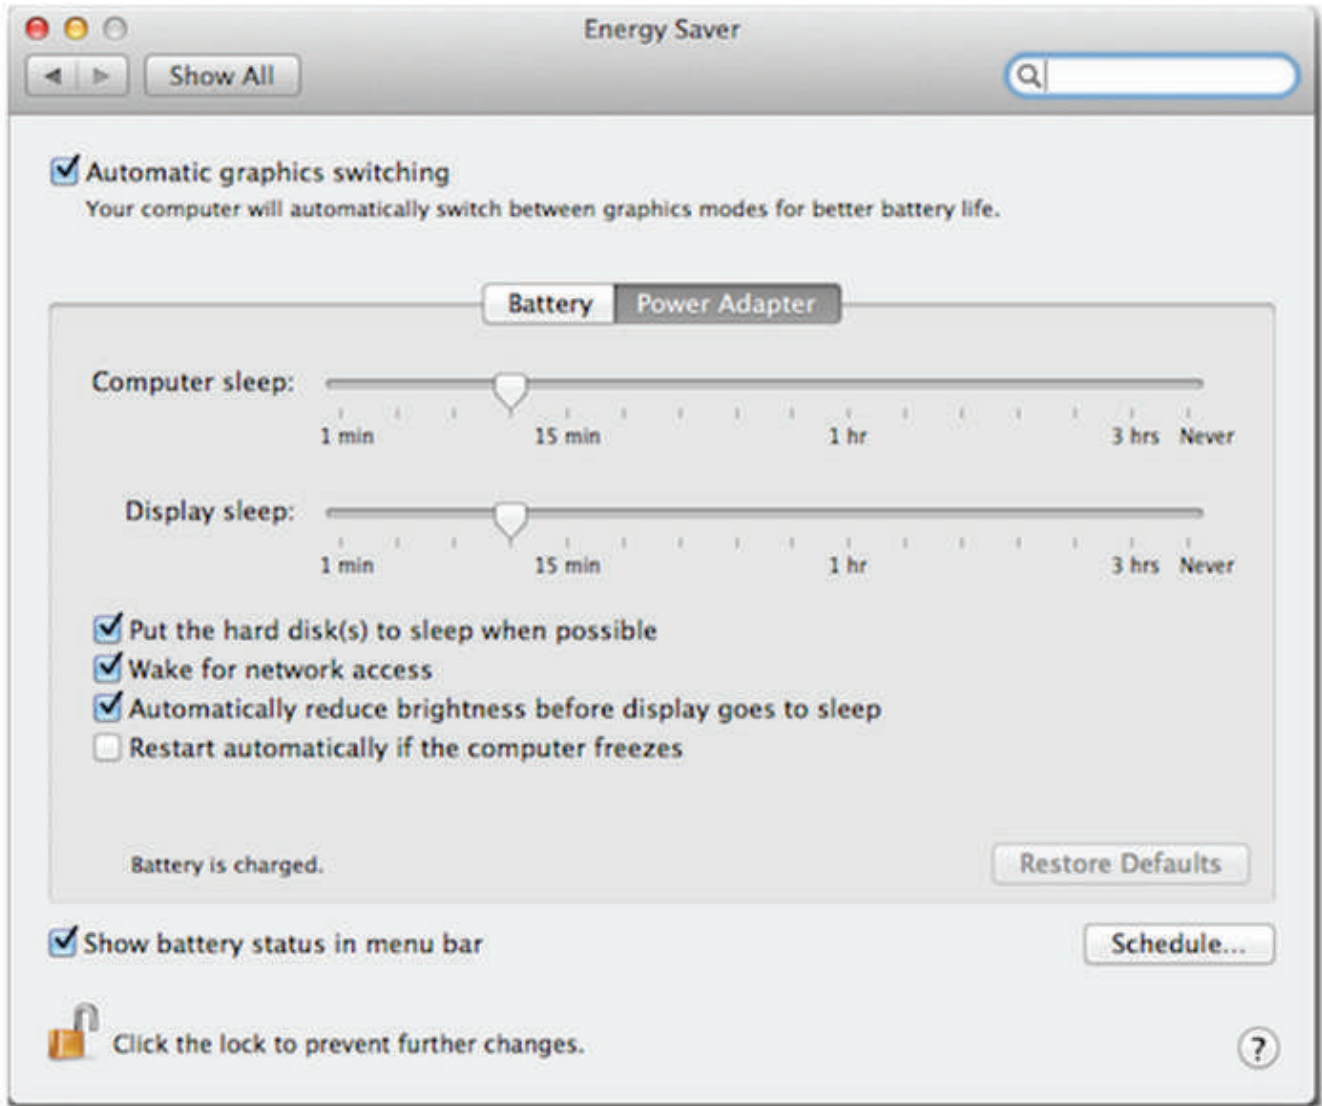 Energy Saver
Show All
Automatic graphics switching
Your computer will automatically switch between graphics modes for better battery life.
Battery Power Adapter
Computer sleep:
1 min 15 min 1 hr 3 hrs Never
Display sleep:
1 min 15 min 1 hr 3 hrs Never
Put the hard disk(s) to sleep when possible
Wake for network access
Automatically reduce brightness before display goes to sleep
Restart automatically if the computer freezes
Battery is charged. Restore Defaults
Show battery status in menu bar Schedule...
Click the lock to prevent further changes. ?